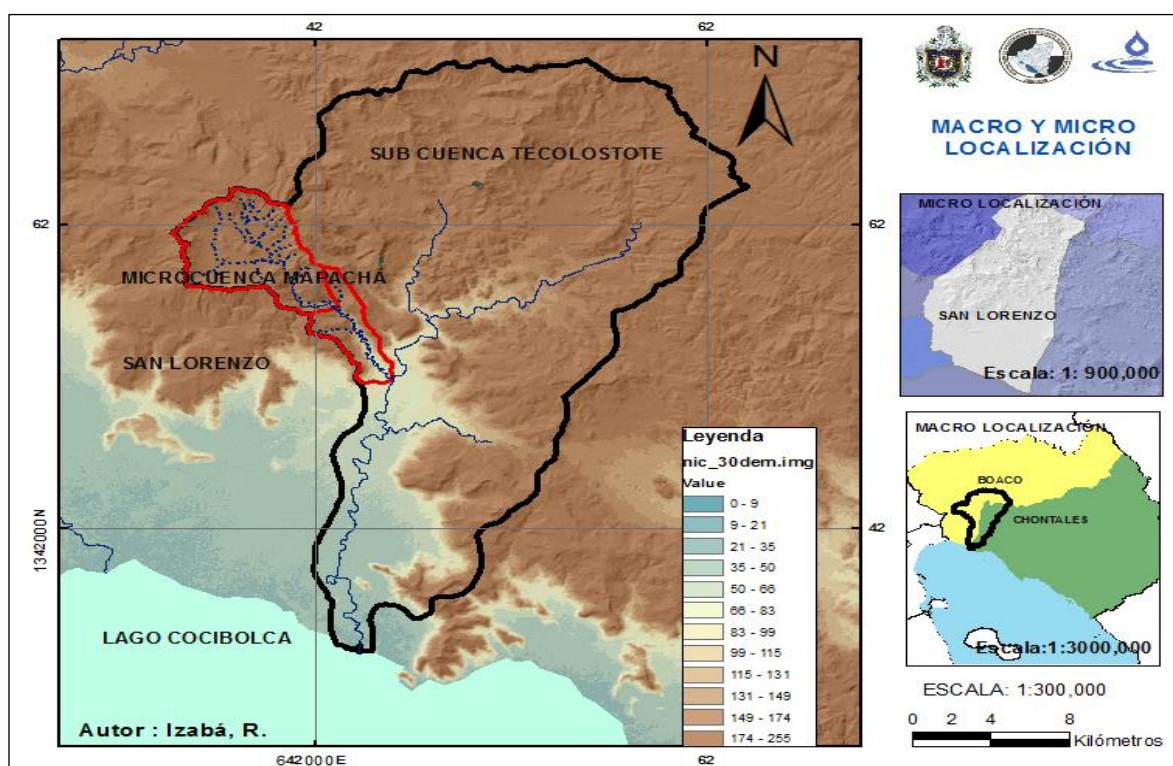 42
62
N
SUB CUENCA TECOLOSTOTE
62
62
MICROCUENCA MAPACHÁ
SAN LORENZO
1342000N
42
LAGO COCIBOLCA
Autor : Izabá, R.
642000E
62
Leyenda
nic_30dem.img
Value
0 - 9
9 - 21
21 - 35
35 - 50
50 - 66
66 - 83
83 - 99
99 - 115
115 - 131
131 - 149
149 - 174
174 - 255
MACRO Y MICRO
LOCALIZACIÓN
MICRO LOCALIZACIÓN
SAN LORENZO
Escala: 1: 900,000
MACRO LOCALIZACIÓN
BOACO
CHONTALES
Escala:1:3000,000
ESCALA: 1:300,000
0 2 4 8
Kilómetros